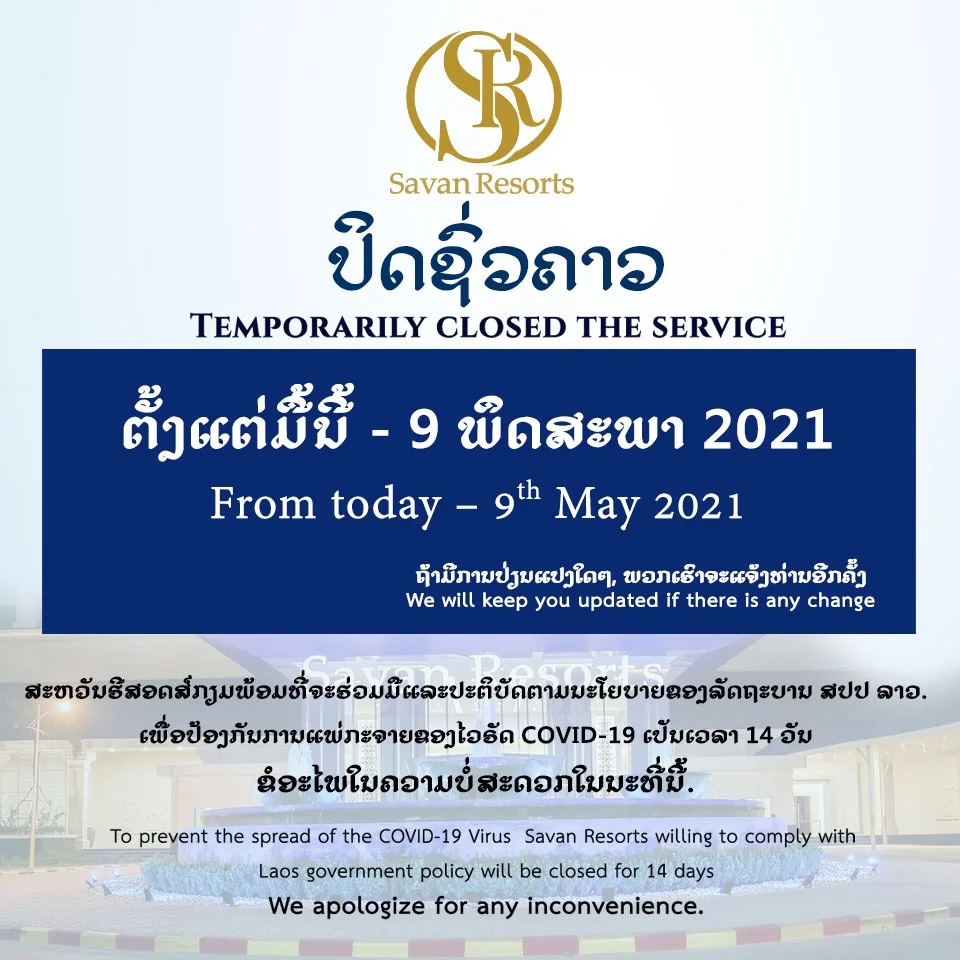 SR
Savan Resorts
ປິດຊົ່ວຄາວ
TEMPORARILY CLOSED THE SERVICE
ຕັ້ງແຕ່ມື້ນີ້ - 9 ພຶດສະພາ 2021
From today – 9th May 2021
ຖ້າມີການປ່ຽນແປງໃດໆ, ພວກເຮົາຈະແຈ້ງທ່ານອີກຄັ້ງ
We will keep you updated if there is any change
Savan Resorts
ສະຫວັນຣີສອດສ໌ກຽມພ້ອມທີ່ຈະຮ່ວມມືແລະປະຕິບັດຕາມນະໂຍບາຍຂອງລັດຖະບານ ສປປ ລາວ.
ເພື່ອປ້ອງກັນການແພ່ກະຈາຍຂອງໄວຣັດ COVID-19 ເປັນເວລາ 14 ວັນ
ຂໍອະໄພໃນຄວາມບໍ່ສະດວກໃນນະທີ່ນີ້.
To prevent the spread of the COVID-19 Virus Savan Resorts willing to comply with
Laos government policy will be closed for 14 days
We apologize for any inconvenience.